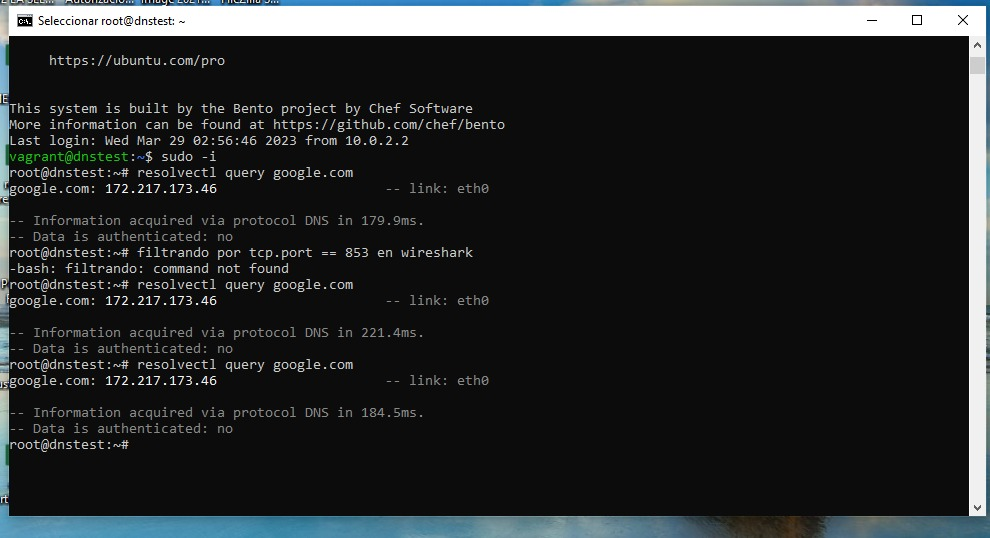 Seleccionar root@dnstest: ~
https://ubuntu.com/pro
This system is built by the Bento project by Chef Software
More information can be found at https://github.com/chef/bento
Last login: Wed Mar 29 02:56:46 2023 from 10.0.2.2
vagrant@dnstest:~$ sudo -i
root@dnstest:~# resolvectl query google.com
google.com: 172.217.173.46 -- link: eth0
-- Information acquired via protocol DNS in 179.9ms.
-- Data is authenticated: no
root@dnstest:~# filtrando por tcp.port == 853 en wireshark
-bash: filtrando: command not found
root@dnstest:~# resolvectl query google.com
google.com: 172.217.173.46 -- link: eth0
-- Information acquired via protocol DNS in 221.4ms.
-- Data is authenticated: no
root@dnstest:~# resolvectl query google.com
google.com: 172.217.173.46 -- link: eth0
-- Information acquired via protocol DNS in 184.5ms.
-- Data is authenticated: no
root@dnstest:~#